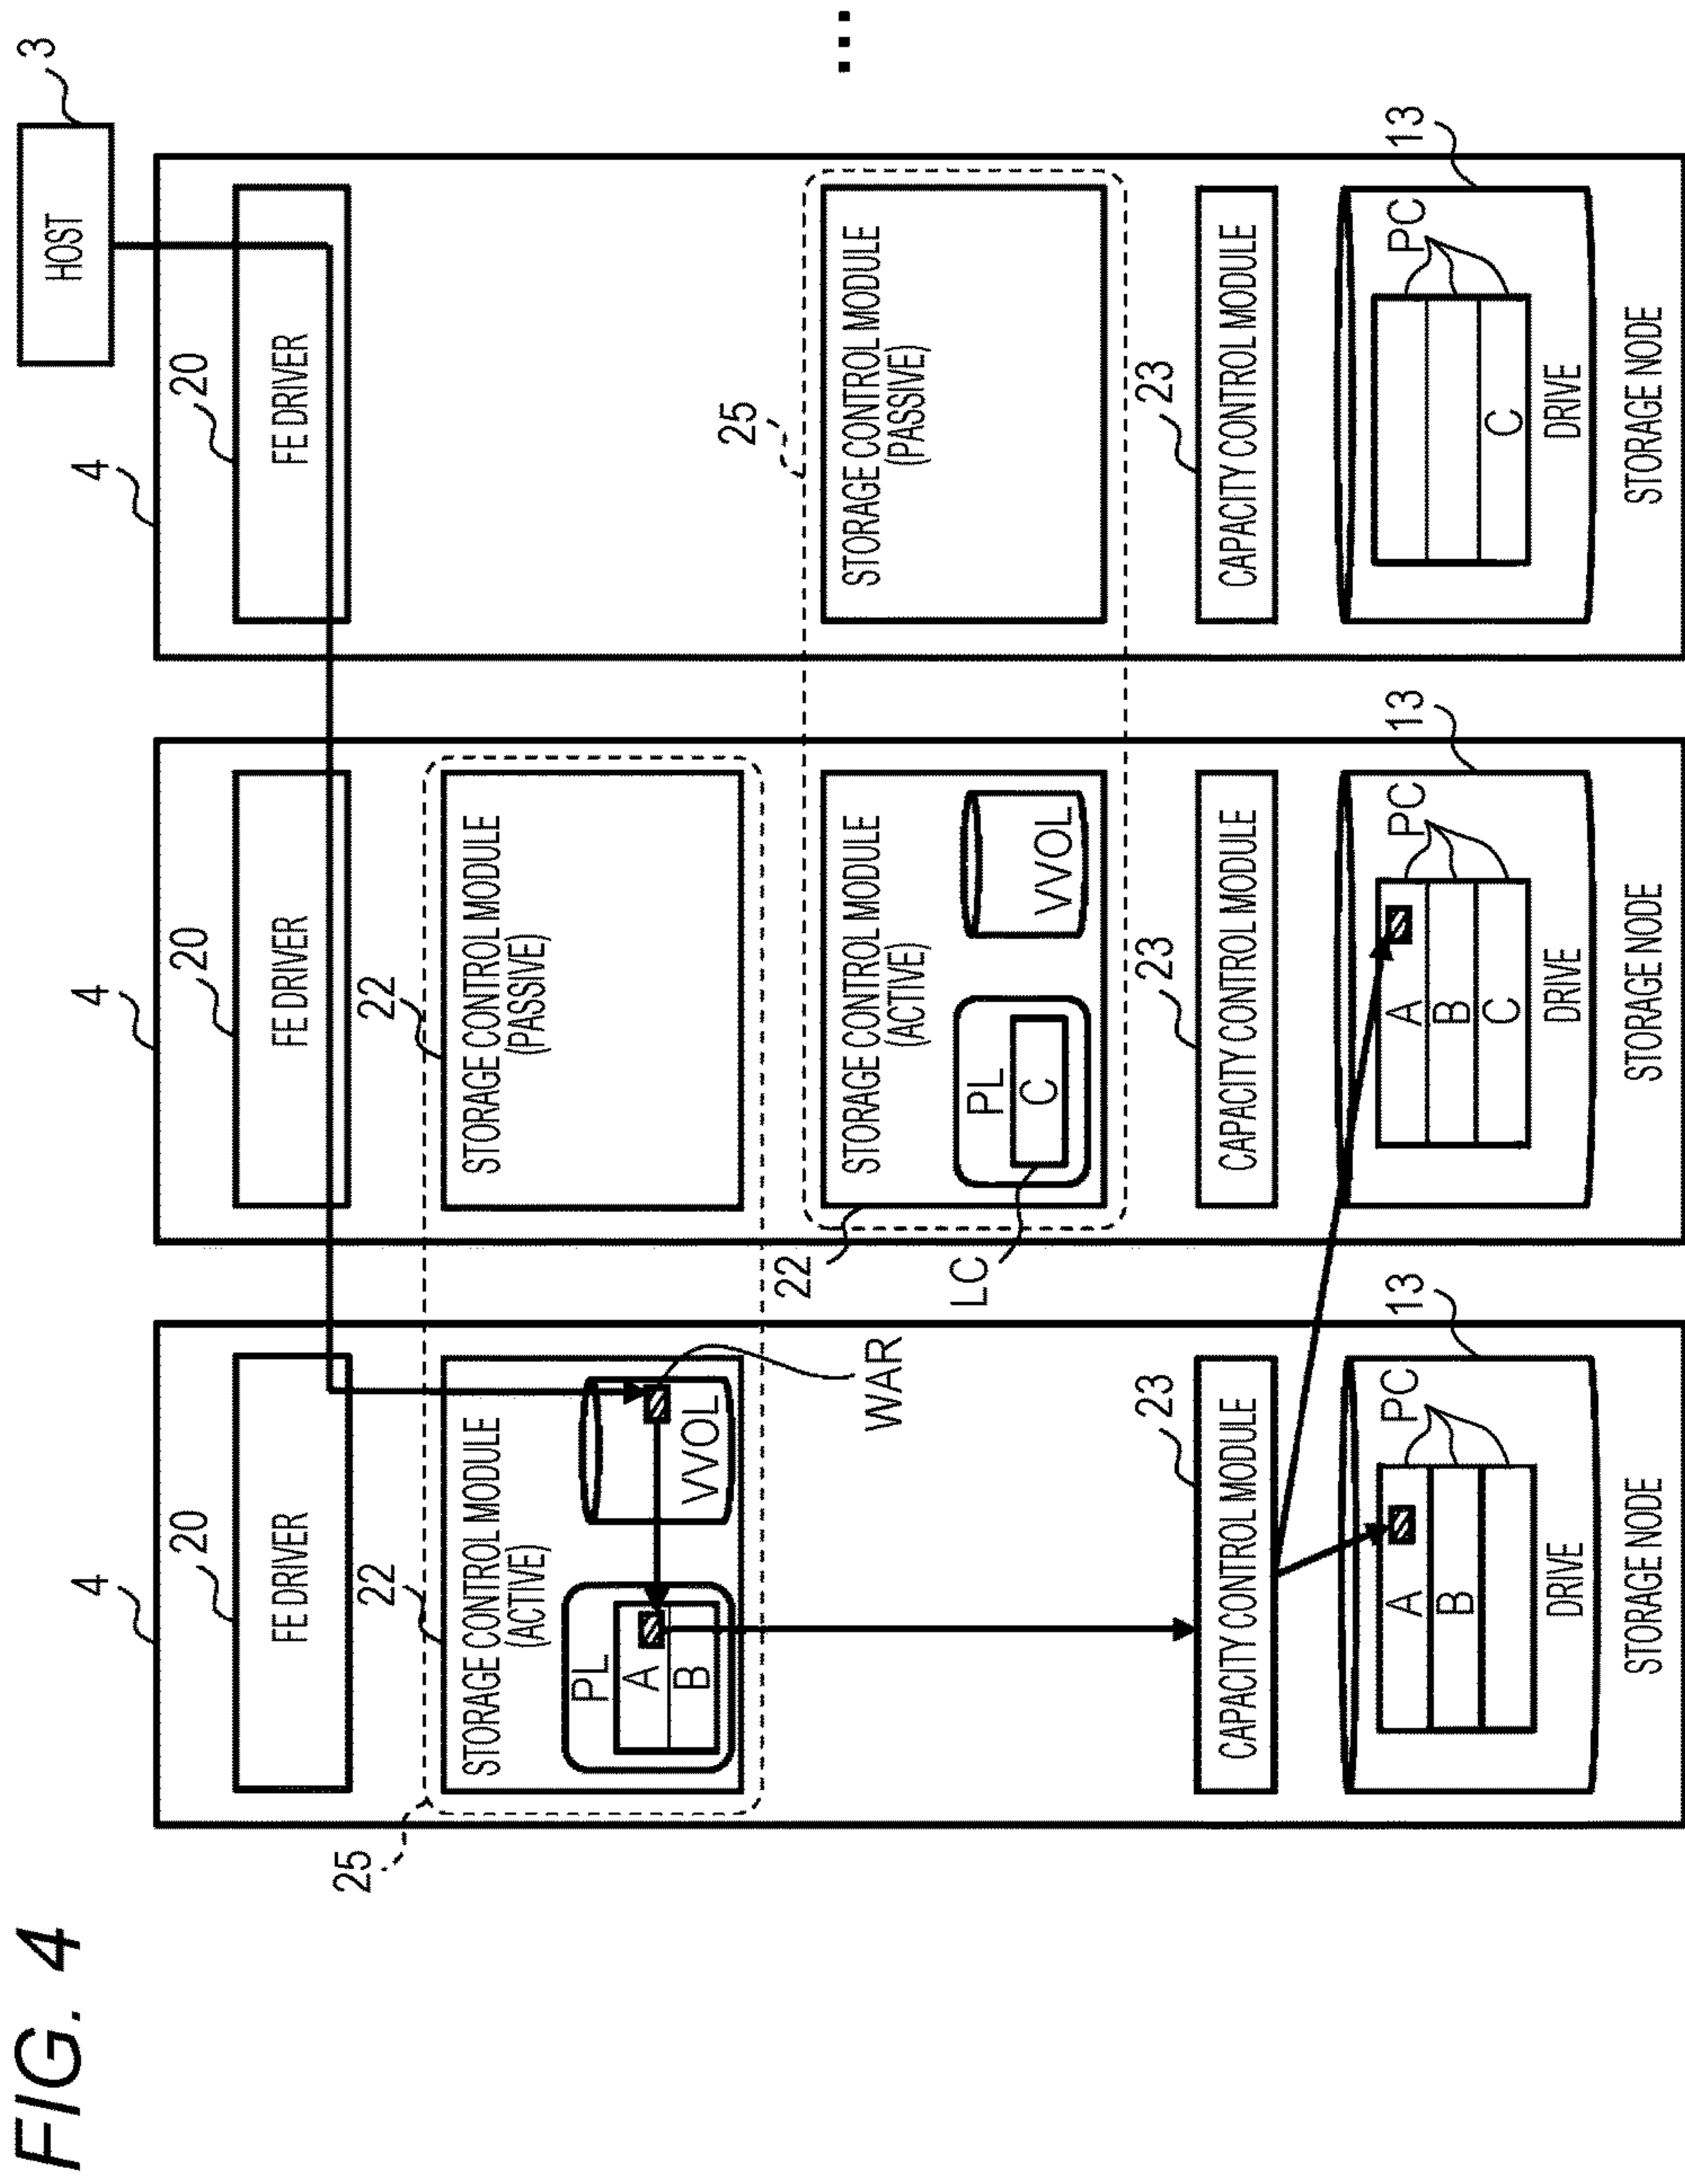 FIG. 4
HOST
3
4
4
4
20
FE DRIVER
20
FE DRIVER
20
FE DRIVER
25
22
STORAGE CONTROL MODULE
(ACTIVE)
PL
A
B
VVOL
WAR
22
STORAGE CONTROL MODULE
(PASSIVE)
25
22
STORAGE CONTROL MODULE
(ACTIVE)
PL
C
LC
VVOL
STORAGE CONTROL MODULE
(PASSIVE)
...
23
CAPACITY CONTROL MODULE
23
CAPACITY CONTROL MODULE
23
CAPACITY CONTROL MODULE
13
PC
A
B
DRIVE
STORAGE NODE
13
PC
A
B
C
DRIVE
STORAGE NODE
13
PC
C
DRIVE
STORAGE NODE